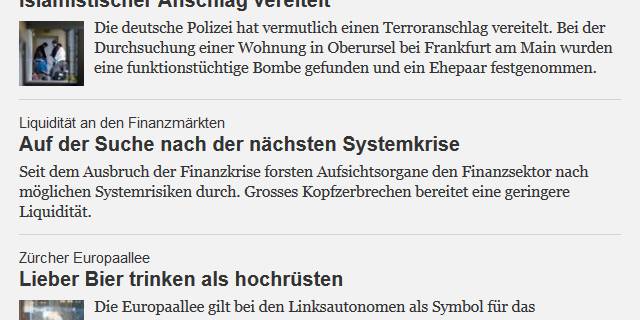 Islamistischer Anschlag vereitelt
Die deutsche Polizei hat vermutlich einen Terroranschlag vereitelt. Bei der
Durchsuchung einer Wohnung in Oberursel bei Frankfurt am Main wurden
eine funktionstüchtige Bombe gefunden und ein Ehepaar festgenommen.
Liquidität an den Finanzmärkten
Auf der Suche nach der nächsten Systemkrise
Seit dem Ausbruch der Finanzkrise forsten Aufsichtsorgane den Finanzsektor nach
möglichen Systemrisiken durch. Grosses Kopfzerbrechen bereitet eine geringere
Liquidität.
Zürcher Europaallee
Lieber Bier trinken als hochrüsten
Die Europaallee gilt bei den Linksautonomen als Symbol für das